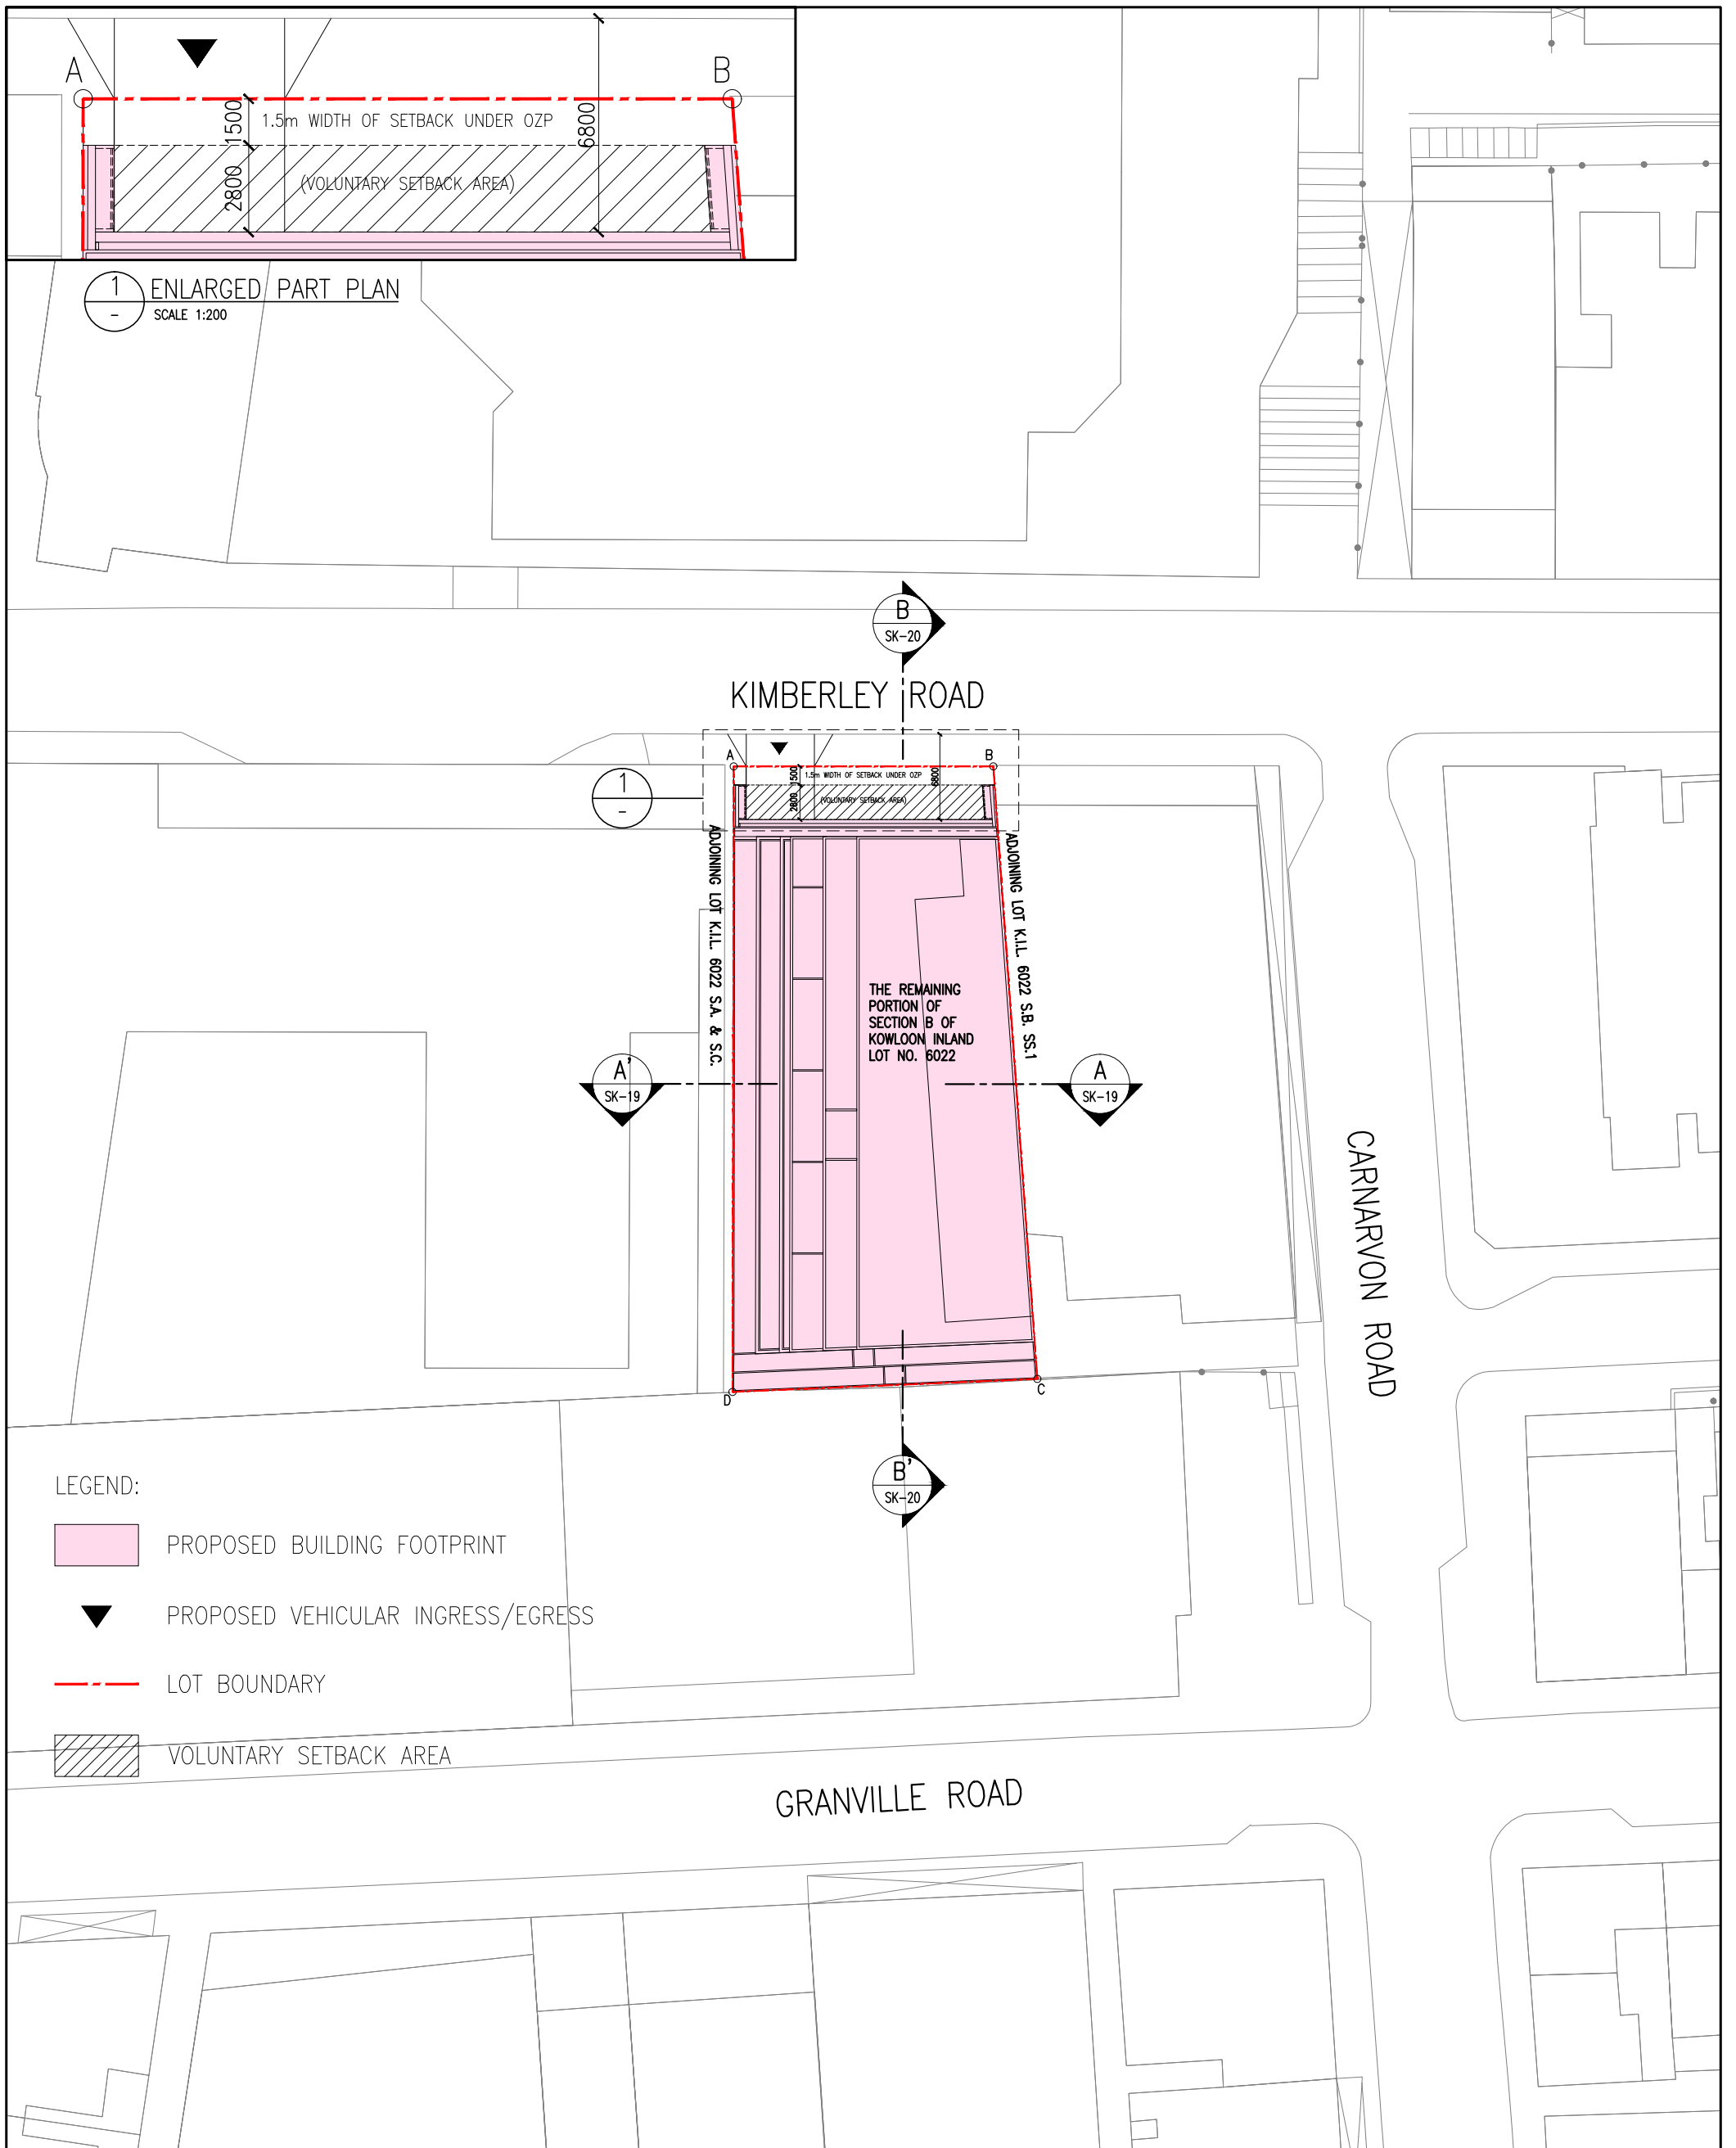 A
B
1500
1.5m WIDTH OF SETBACK UNDER OZP
6800
2800
(VOLUNTARY SETBACK AREA)
1
-
ENLARGED PART PLAN
SCALE 1:200
B
SK-20
KIMBERLEY ROAD
A
B
1500
1.5m WIDTH OF SETBACK UNDER OZP
6800
2800
(VOLUNTARY SETBACK AREA)
1
-
ADJOINING LOT K.I.L. 6022 S.A. & S.C.
ADJOINING LOT K.I.L. 6022 S.B. SS.1
THE REMAINING
PORTION OF
SECTION B OF
KOWLOON INLAND
LOT NO. 6022
A'
SK-19
A
SK-19
CARNARVON ROAD
D
C
B'
SK-20
LEGEND:
PROPOSED BUILDING FOOTPRINT
PROPOSED VEHICULAR INGRESS/EGRESS
LOT BOUNDARY
VOLUNTARY SETBACK AREA
GRANVILLE ROAD